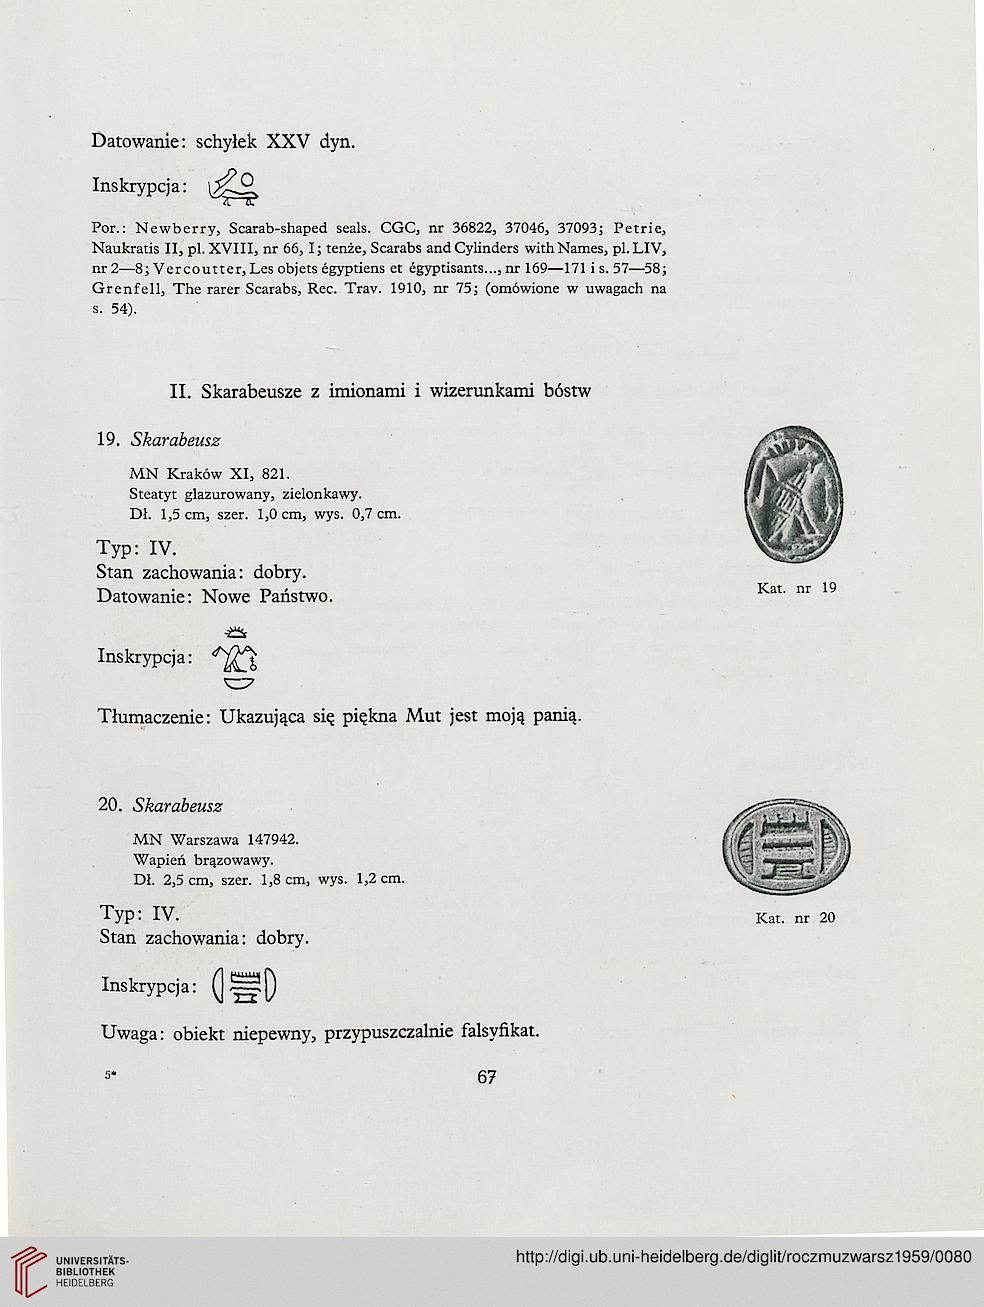 Datowanie: schyłek XXV dyn.
Inskrypcja:
Por.: Newberry, Scarab-shaped seals. CGC, nr 36822, 37046, 37093; Petrie,
Naukratis II, pl. XVIII, nr 66, I; tenże, Scarabs and Cylinders with Names, pl. LIV,
nr 2—8; Vercoutter, Les objets égyptiens et égyptisants..., nr 169—171 i s. 57—58;
Grenfell, The rarer Scarabs, Rec. Trav. 1910, nr 75; (omówione w uwagach na
s. 54).
II. Skarabeusze z imionami i wizerunkami bóstw
19. Skarabeusz
MN Kraków XI, 821.
Steatyt glazurowany, zielonkawy.
Dł. 1,5 cm, szer. 1,0 cm, wys. 0,7 cm.
Typ: IV.
Stan zachowania: dobry.
Datowanie: Nowe Państwo.
Kat. nr 19
Inskrypcja:
Tłumaczenie: Ukazująca się piękna Mut jest moją panią.
20. Skarabeusz
MN Warszawa 147942.
Wapień brązowawy.
Dł. 2,5 cm, szer. 1,8 cm, wys. 1,2 cm.
Typ: IV.
Stan zachowania: dobry.
Kat. nr 20
Inskrypcja:
Uwaga: obiekt niepewny, przypuszczalnie falsyfikat.
5*
67
UNIVERSITÄTS-
BIBLIOTHEK
HEIDELBERG
http://digi.ub.uni-heidelberg.de/diglit/roczmuzwarsz1959/0080